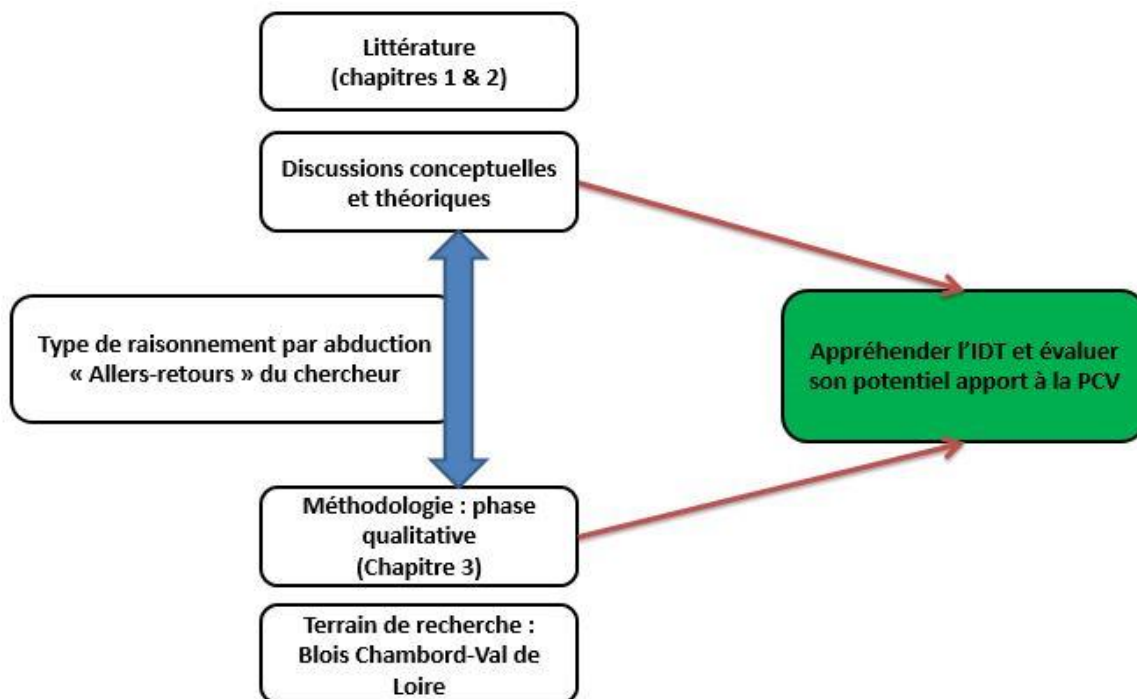 Littérature
(chapitres 1 & 2)
Discussions conceptuelles
et théoriques
Type de raisonnement par abduction
« Allers-retours » du chercheur
Appréhender l’IDT et évaluer
son potentiel apport à la PCV
Méthodologie : phase
qualitative
(Chapitre 3)
Terrain de recherche :
Blois Chambord-Val de
Loire